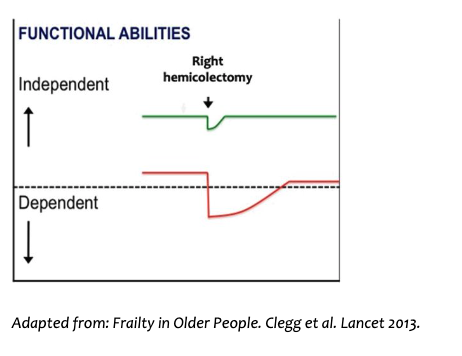 FUNCTIONAL ABILITIES
Right
hemicolectomy
Independent
Dependent
Adapted from: Frailty in Older People. Clegg et al. Lancet 2013.